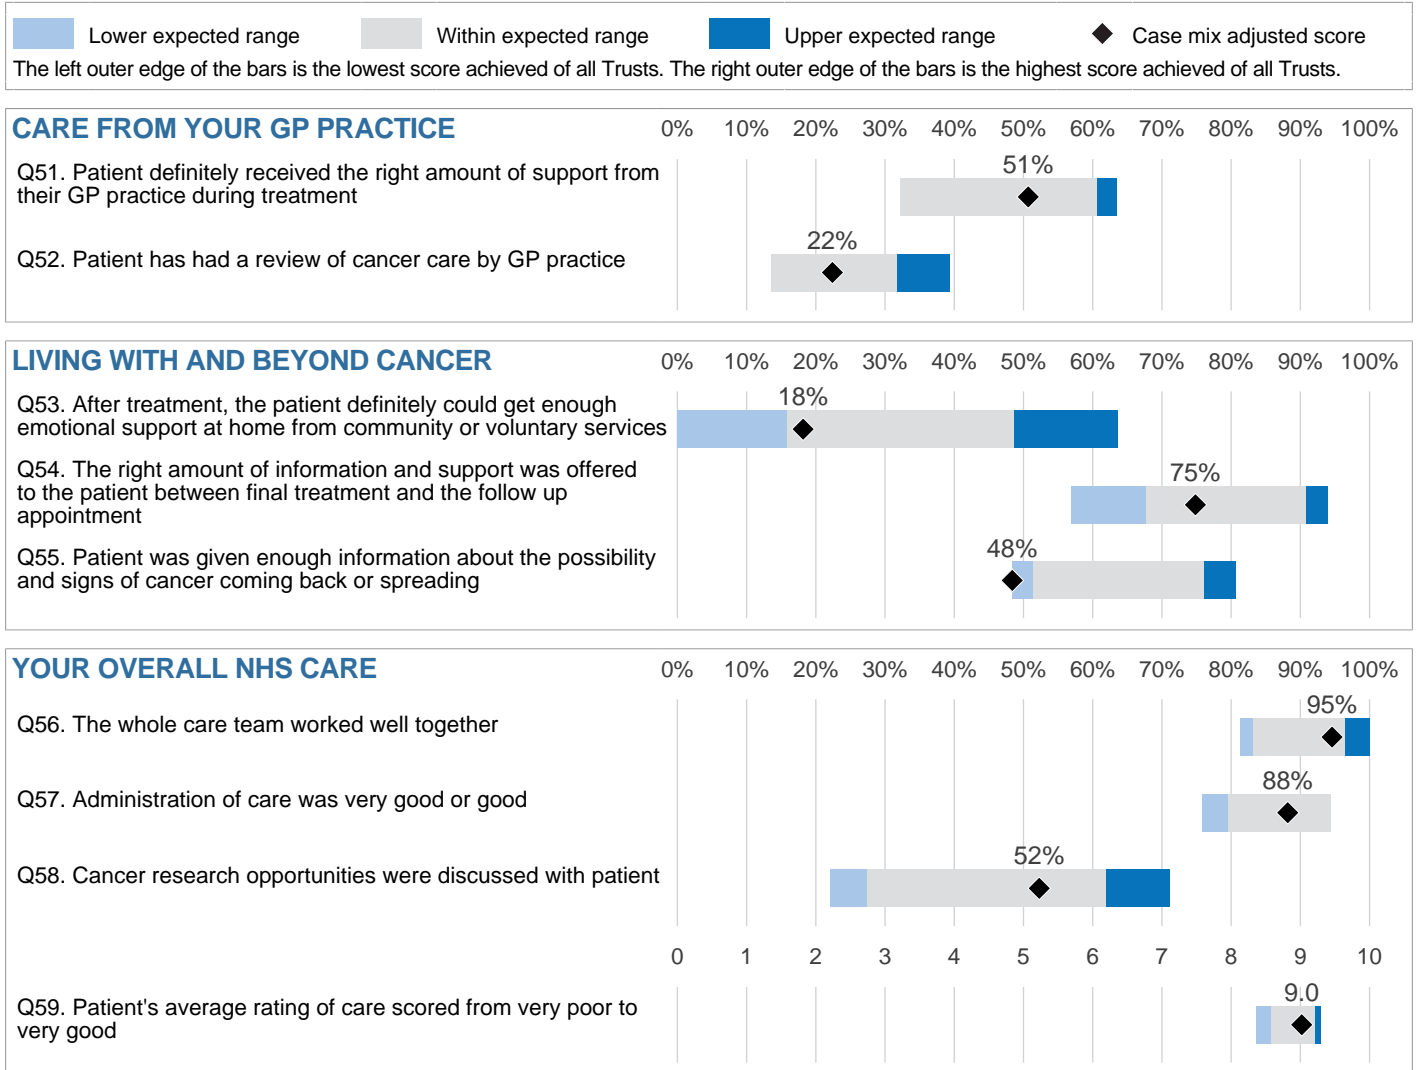 Lower expected range Within expected range Upper expected range Case mix adjusted score
The left outer edge of the bars is the lowest score achieved of all Trusts. The right outer edge of the bars is the highest score achieved of all Trusts.
CARE FROM YOUR GP PRACTICE 0% 10% 20% 30% 40% 50% 60% 70% 80% 90% 100%
51%
Q51. Patient definitely received the right amount of support from
their GP practice during treatment
22%
Q52. Patient has had a review of cancer care by GP practice
LIVING WITH AND BEYOND CANCER 0% 10% 20% 30% 40% 50% 60% 70% 80% 90% 100%
18%
Q53. After treatment, the patient definitely could get enough
emotional support at home from community or voluntary services
Q54. The right amount of information and support was offered
75%
to the patient between final treatment and the follow up
appointment
48%
Q55. Patient was given enough information about the possibility
and signs of cancer coming back or spreading
YOUR OVERALL NHS CARE 0% 10% 20% 30% 40% 50% 60% 70% 80% 90% 100%
95%
Q56. The whole care team worked well together
88%
Q57. Administration of care was very good or good
52%
Q58. Cancer research opportunities were discussed with patient
0 1 2 3 4 5 6 7 8 9 10
9.0
Q59. Patient's average rating of care scored from very poor to
very good